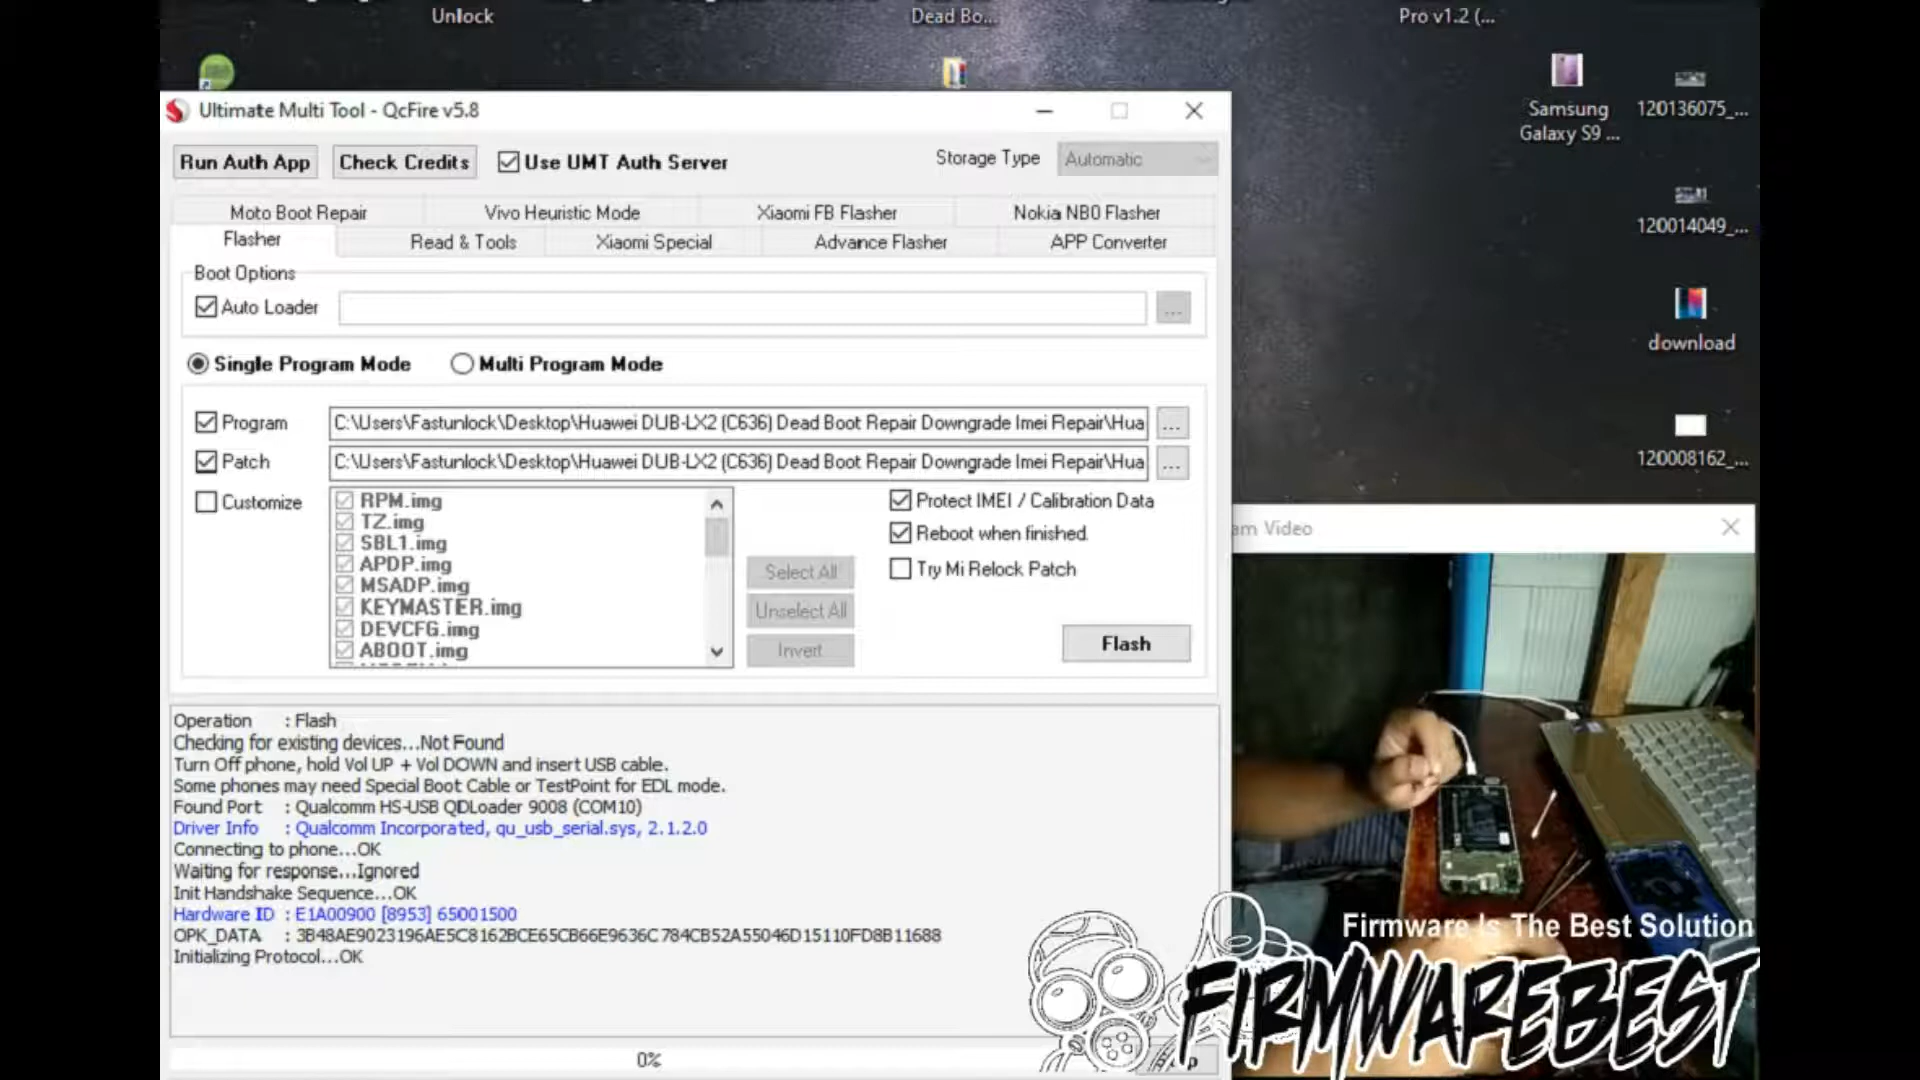 Unlock
Dead Bo...
Pro v1.2 (...
Ultimate Multi Tool - QcFire v5.8
Samsung
Galaxy S9 ...
120136075_...
Run Auth App
Check Credits
Use UMT Auth Server
Storage Type
Automatic
Moto Boot Repair
Vivo Heuristic Mode
Xiaomi FB Flasher
Nokia NB0 Flasher
120014049_...
Flasher
Read & Tools
Xiaomi Special
Advance Flasher
APP Converter
Boot Options
Auto Loader
...
download
Single Program Mode
Multi Program Mode
Program
C:\Users\Fastunlock\Desktop\Huawei DUB-LX2 (C636) Dead Boot Repair Downgrade Imei Repair\Hua
...
Patch
C:\Users\Fastunlock\Desktop\Huawei DUB-LX2 (C636) Dead Boot Repair Downgrade Imei Repair\Hua
...
120008162_...
Customize
RPM.img
TZ.img
SBL1.img
APDP.img
MSADP.img
KEYMASTER.img
DEVCFG.img
ABOOT.img
Select All
Unselect All
Invert
Protect IMEI / Calibration Data
Reboot when finished.
Try Mi Relock Patch
Flash
am Video
Operation : Flash
Checking for existing devices...Not Found
Turn Off phone, hold Vol UP + Vol DOWN and insert USB cable.
Some phones may need Special Boot Cable or TestPoint for EDL mode.
Found Port : Qualcomm HS-USB QDLoader 9008 (COM10)
Driver Info : Qualcomm Incorporated, qu_usb_serial.sys, 2.1.2.0
Connecting to phone...OK
Waiting for response...Ignored
Init Handshake Sequence...OK
Hardware ID : E1A00900 [8953] 65001500
OPK_DATA : 3B48AE9023196AE5C8162BCE65CB66E9636C784CB52A55046D15110FD8B11688
Initializing Protocol...OK
0%
Firmware Is The Best Solution
FIRMWAREBEST